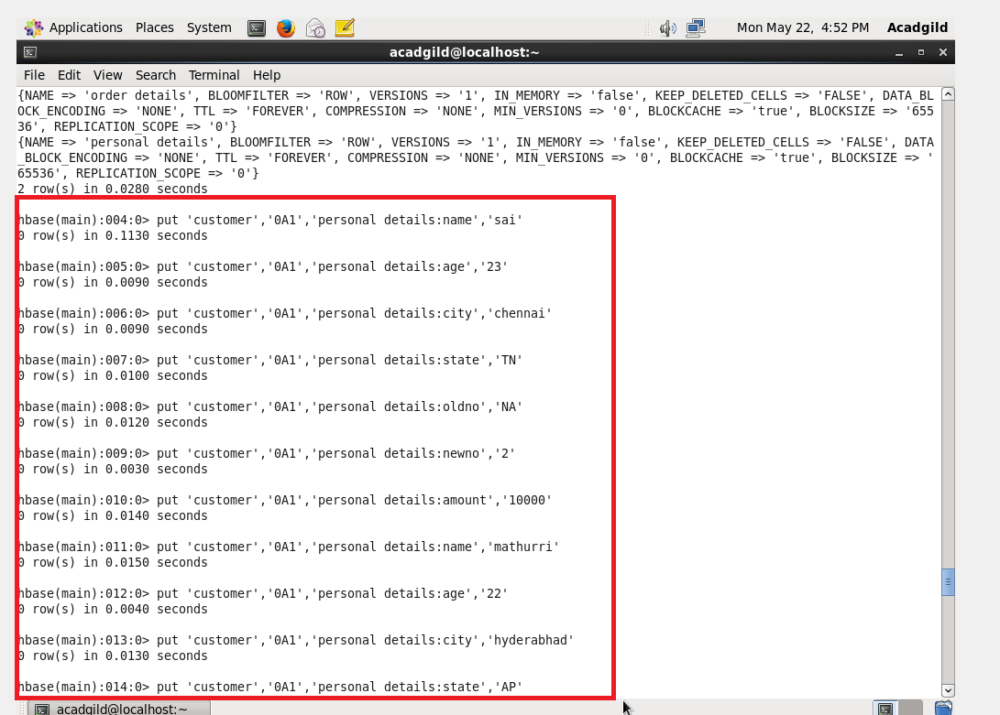 Applications Places System Mon May 22, 4:52 PM Acadgild
acadgild@localhost:~
File Edit View Search Terminal Help
{NAME => 'order details', BLOOMFILTER => 'ROW', VERSIONS => '1', IN_MEMORY => 'false', KEEP_DELETED_CELLS => 'FALSE', DATA_BL
OCK_ENCODING => 'NONE', TTL => 'FOREVER', COMPRESSION => 'NONE', MIN_VERSIONS => '0', BLOCKCACHE => 'true', BLOCKSIZE => '655
36', REPLICATION_SCOPE => '0'}
{NAME => 'personal details', BLOOMFILTER => 'ROW', VERSIONS => '1', IN_MEMORY => 'false', KEEP_DELETED_CELLS => 'FALSE', DATA
_BLOCK_ENCODING => 'NONE', TTL => 'FOREVER', COMPRESSION => 'NONE', MIN_VERSIONS => '0', BLOCKCACHE => 'true', BLOCKSIZE => '
65536', REPLICATION_SCOPE => '0'}
2 row(s) in 0.0280 seconds
hbase(main):004:0> put 'customer','0A1','personal details:name','sai'
0 row(s) in 0.1130 seconds
hbase(main):005:0> put 'customer','0A1','personal details:age','23'
0 row(s) in 0.0090 seconds
hbase(main):006:0> put 'customer','0A1','personal details:city','chennai'
0 row(s) in 0.0090 seconds
hbase(main):007:0> put 'customer','0A1','personal details:state','TN'
0 row(s) in 0.0100 seconds
hbase(main):008:0> put 'customer','0A1','personal details:oldno','NA'
0 row(s) in 0.0120 seconds
hbase(main):009:0> put 'customer','0A1','personal details:newno','2'
0 row(s) in 0.0030 seconds
hbase(main):010:0> put 'customer','0A1','personal details:amount','10000'
0 row(s) in 0.0140 seconds
hbase(main):011:0> put 'customer','0A1','personal details:name','mathurri'
0 row(s) in 0.0150 seconds
hbase(main):012:0> put 'customer','0A1','personal details:age','22'
0 row(s) in 0.0040 seconds
hbase(main):013:0> put 'customer','0A1','personal details:city','hyderabhad'
0 row(s) in 0.0130 seconds
hbase(main):014:0> put 'customer','0A1','personal details:state','AP'
acadgild@localhost:~